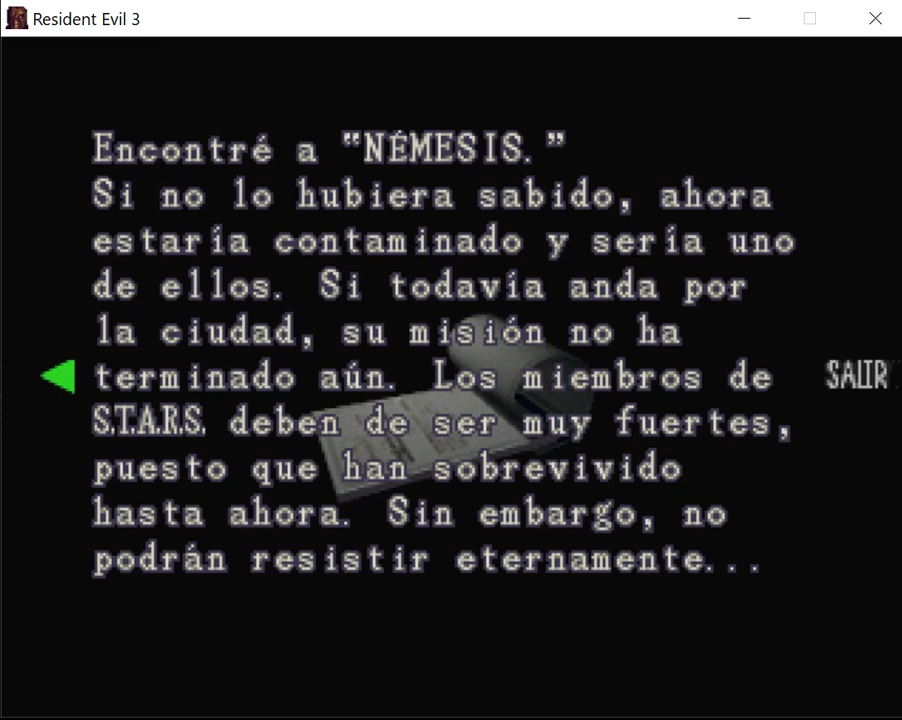 Resident Evil 3
Encontré a "NÉMESIS."
Si no lo hubiera sabido, ahora
estaría contaminado y sería uno
de ellos. Si todavía anda por
la ciudad, su misión no ha
terminado aún. Los miembros de
S.T.A.R.S. deben de ser muy fuertes,
puesto que han sobrevivido
hasta ahora. Sin embargo, no
podrán resistir eternamente...
SALIR